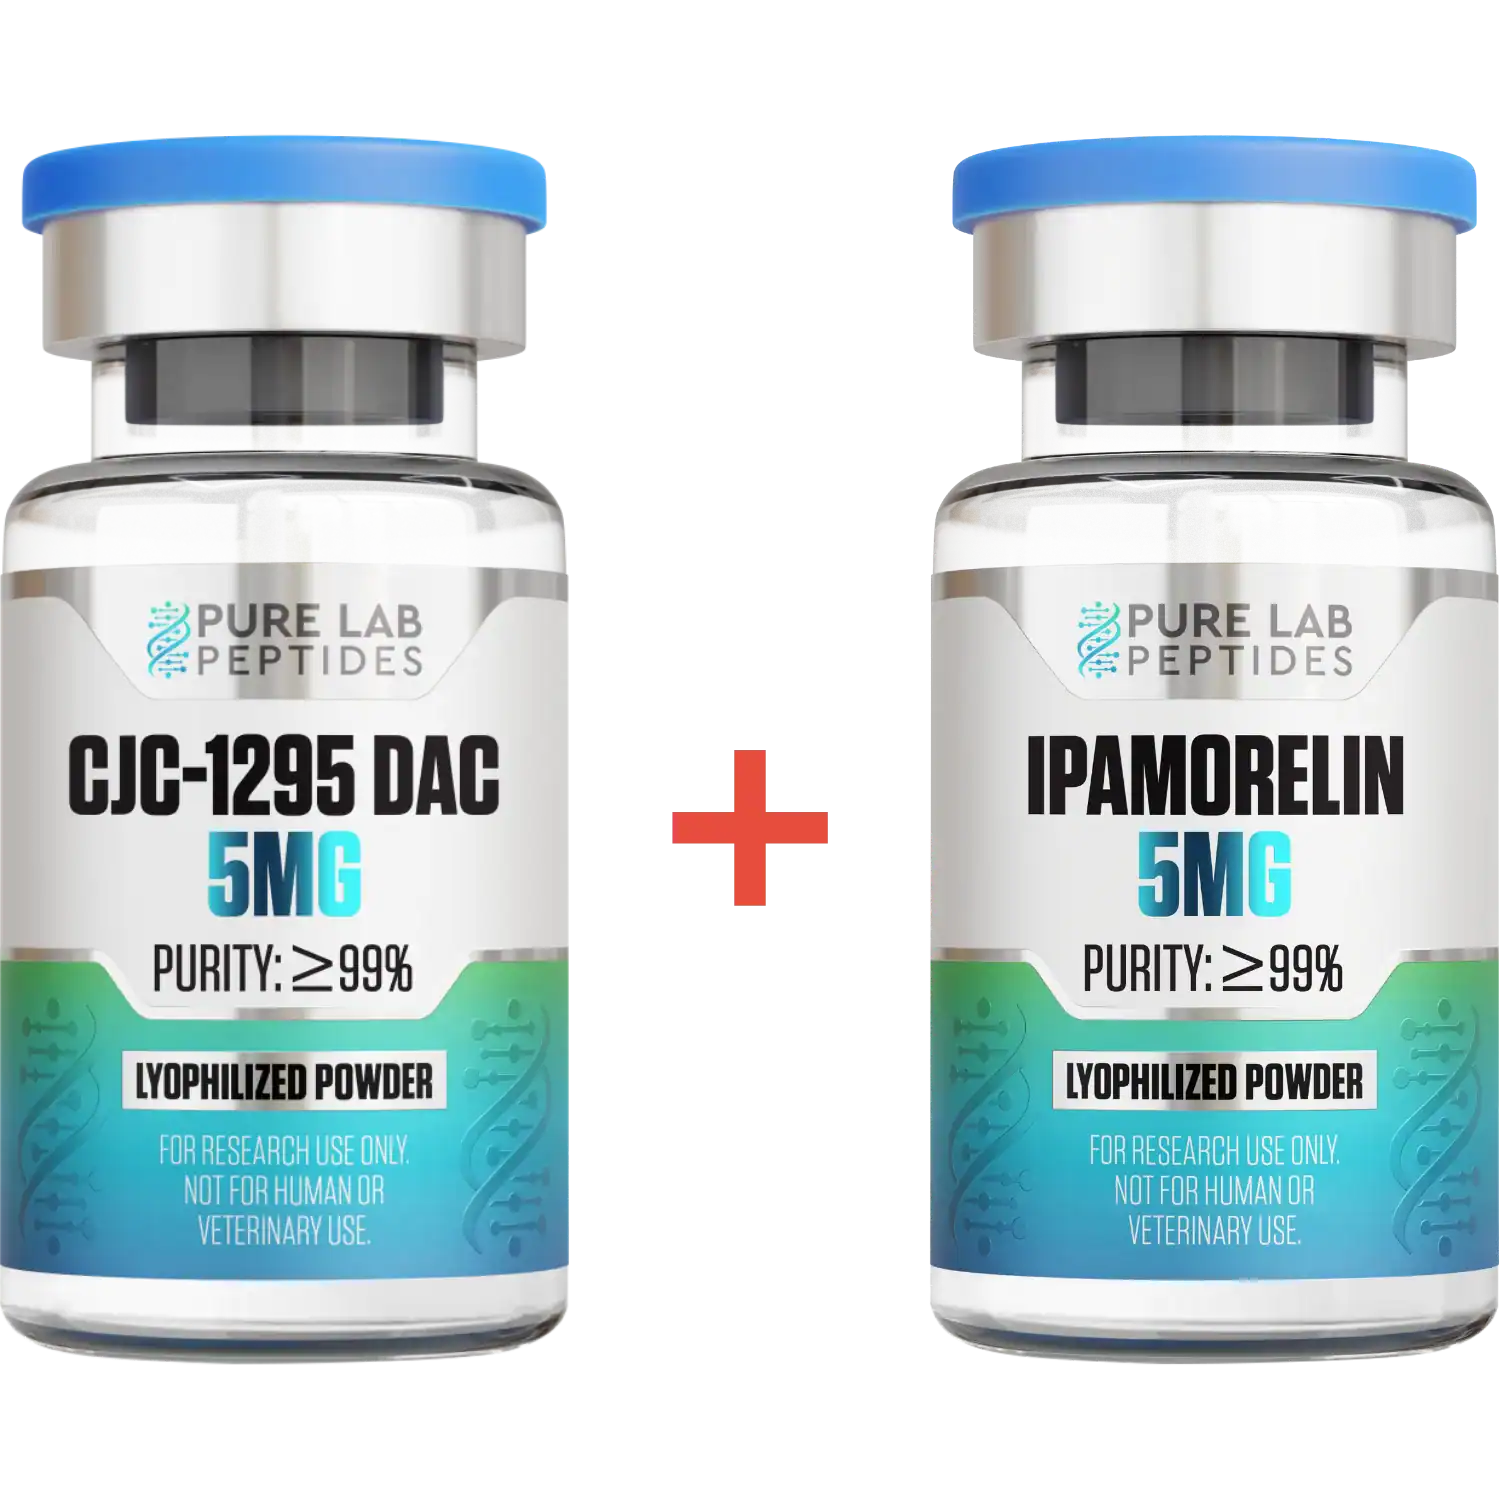 PURE LAB
PEPTIDES
CJC-1295 DAC
5MG
PURITY: ≥99%
LYOPHILIZED POWDER
FOR RESEARCH USE ONLY.
NOT FOR HUMAN OR
VETERINARY USE.
+
PURE LAB
PEPTIDES
IPAMORELIN
5MG
PURITY: ≥99%
LYOPHILIZED POWDER
FOR RESEARCH USE ONLY.
NOT FOR HUMAN OR
VETERINARY USE.